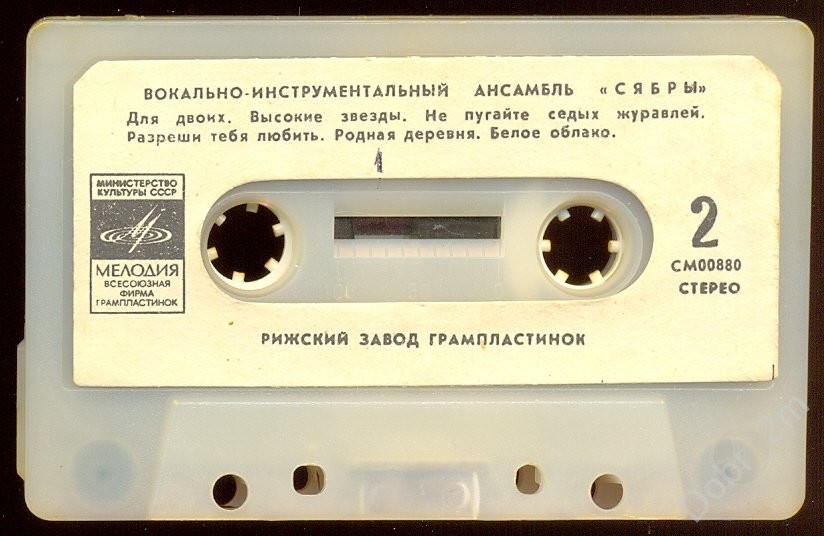 ВОКАЛЬНО-ИНСТРУМЕНТАЛЬНЫЙ АНСАМБЛЬ «СЯБРЫ»
Для двоих. Высокие звезды. Не пугайте седых журавлей.
Разреши тебя любить. Родная деревня. Белое облако.
1
МИНИСТЕРСТВО
КУЛЬТУРЫ СССР
МЕЛОДИЯ
ВСЕСОЮЗНАЯ
ФИРМА
ГРАМПЛАСТИНОК
2
СМ00880
СТЕРЕО
РИЖСКИЙ ЗАВОД ГРАМПЛАСТИНОК